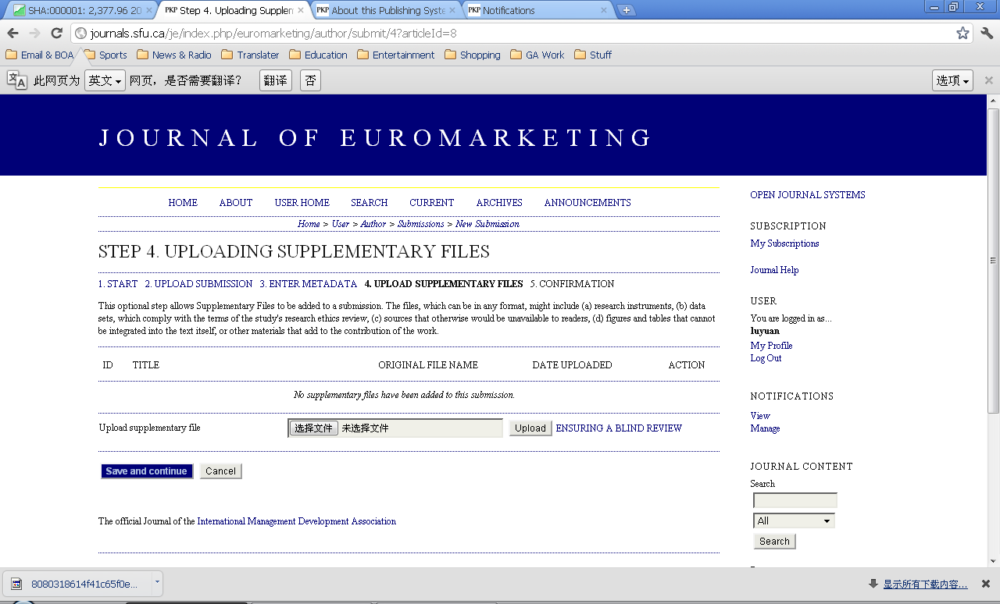 SHA:000001: 2,377.96 20
Step 4. Uploading Supplem
About this Publishing Syste
Notifications
journals.sfu.ca/je/index.php/euromarketing/author/submit/4?articleId=8
Email & BOA
Sports
News & Radio
Translater
Education
Entertainment
Shopping
GA Work
Stuff
此网页为 英文 网页，是否需要翻译？ 翻译 否 选项
JOURNAL OF EUROMARKETING
HOME ABOUT USER HOME SEARCH CURRENT ARCHIVES ANNOUNCEMENTS
Home > User > Author > Submissions > New Submission
STEP 4. UPLOADING SUPPLEMENTARY FILES
1. START 2. UPLOAD SUBMISSION 3. ENTER METADATA 4. UPLOAD SUPPLEMENTARY FILES 5. CONFIRMATION
This optional step allows Supplementary Files to be added to a submission. The files, which can be in any format, might include (a) research instruments, (b) data
sets, which comply with the terms of the study's research ethics review, (c) sources that otherwise would be unavailable to readers, (d) figures and tables that cannot
be integrated into the text itself, or other materials that add to the contribution of the work.
ID TITLE ORIGINAL FILE NAME DATE UPLOADED ACTION
No supplementary files have been added to this submission.
Upload supplementary file 选择文件 未选择文件 Upload ENSURING A BLIND REVIEW
Save and continue Cancel
The official Journal of the International Management Development Association
OPEN JOURNAL SYSTEMS
SUBSCRIPTION
My Subscriptions
Journal Help
USER
You are logged in as...
luyuan
My Profile
Log Out
NOTIFICATIONS
View
Manage
JOURNAL CONTENT
Search
All
Search
8080318614f41c65f0e...
显示所有下载内容...